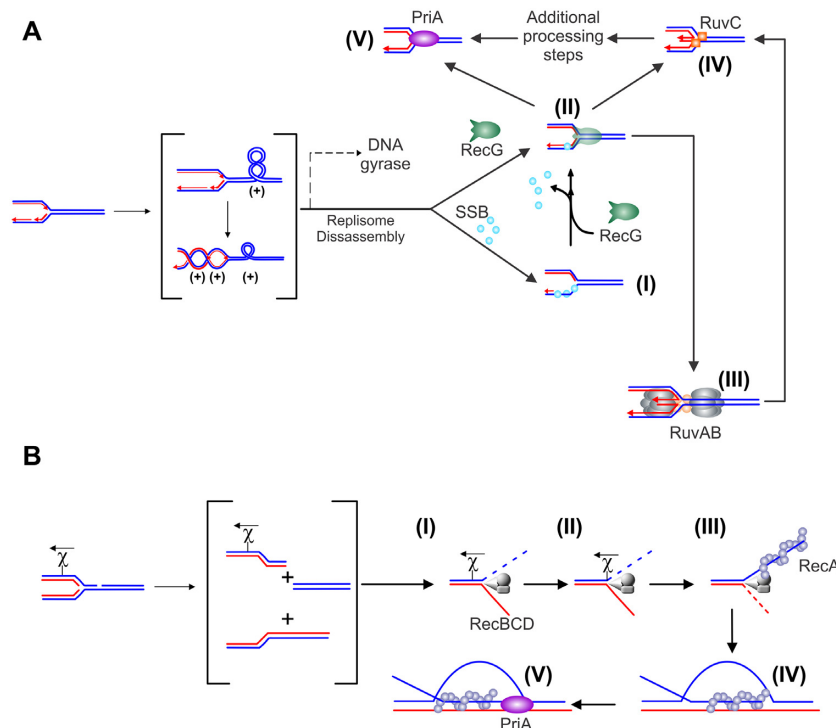 A
PriA
(V)
Additional
processing
steps
RuvC
(IV)
(II)
DNA
gyrase
RecG
(+)
Replisome
Dissassembly
SSB
RecG
(+) (+) (+)
(I)
(III)
RuvAB
B
χ
χ
(I)
(II)
(III)
χ
χ
RecA
+
RecBCD
+
(V)
(IV)
PriA